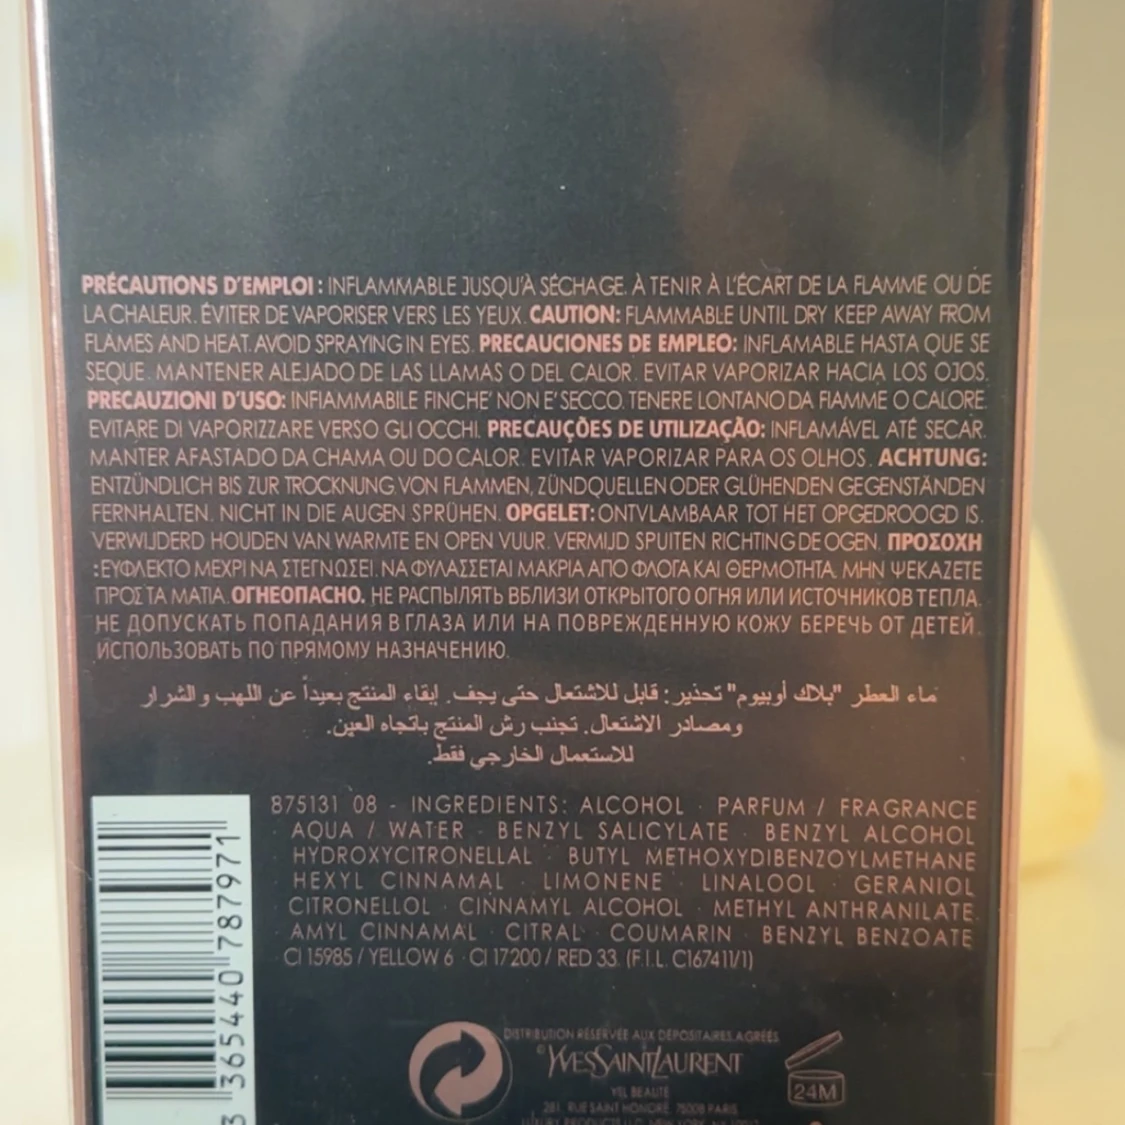 PRÉCAUTIONS D'EMPLOI : INFLAMMABLE JUSQU'À SÉCHAGE. À TENIR À L'ÉCART DE LA FLAMME OU DE
LA CHALEUR. ÉVITER DE VAPORISER VERS LES YEUX. CAUTION: FLAMMABLE UNTIL DRY KEEP AWAY FROM
FLAMES AND HEAT. AVOID SPRAYING IN EYES. PRECAUCIONES DE EMPLEO: INFLAMABLE HASTA QUE SE
SEQUE. MANTENER ALEJADO DE LAS LLAMAS O DEL CALOR. EVITAR VAPORIZAR HACIA LOS OJOS.
PRECAUZIONI D'USO: INFIAMMABILE FINCHE' NON E' SECCO. TENERE LONTANO DA FIAMME O CALORE.
EVITARE DI VAPORIZZARE VERSO GLI OCCHI. PRECAUÇÕES DE UTILIZAÇÃO: INFLAMÁVEL ATÉ SECAR.
MANTER AFASTADO DA CHAMA OU DO CALOR. EVITAR VAPORIZAR PARA OS OLHOS. ACHTUNG:
ENTZÜNDLICH BIS ZUR TROCKNUNG. VON FLAMMEN, ZÜNDQUELLEN ODER GLÜHENDEN GEGENSTÄNDEN
FERNHALTEN. NICHT IN DIE AUGEN SPRÜHEN. OPGELET: ONTVLAMBAAR TOT HET OPGEDROOGD IS.
VERWIJDERD HOUDEN VAN WARMTE EN OPEN VUUR. VERMIJD SPUITEN RICHTING DE OGEN. ΠΡΟΣΟΧΗ
:ΕΥΦΛΕΚΤΟ ΜΕΧΡΙ ΝΑ ΣΤΕΓΝΩΣΕΙ. ΝΑ ΦΥΛΑΣΣΕΤΑΙ ΜΑΚΡΙΑ ΑΠΟ ΦΛΟΓΑ ΚΑΙ ΘΕΡΜΟΤΗΤΑ. ΜΗΝ ΨΕΚΑΖΕΤΕ
ΠΡΟΣ ΤΑ ΜΑΤΙΑ. ОГНЕОПАСНО. НЕ РАСПЫЛЯТЬ ВБЛИЗИ ОТКРЫТОГО ОГНЯ ИЛИ ИСТОЧНИКОВ ТЕПЛА.
НЕ ДОПУСКАТЬ ПОПАДАНИЯ В ГЛАЗА ИЛИ НА ПОВРЕЖДЕННУЮ КОЖУ БЕРЕЧЬ ОТ ДЕТЕЙ.
ИСПОЛЬЗОВАТЬ ПО ПРЯМОМУ НАЗНАЧЕНИЮ.
ماء العطر "بلاك أوبيوم" تحذير: قابل للاشتعال حتى يجف. إبقاء المنتج بعيداً عن اللهب و الشرار
ومصادر الاشتعال. تجنب رش المنتج باتجاه العين.
للاستعمال الخارجي فقط.
875131 08 - INGREDIENTS: ALCOHOL · PARFUM / FRAGRANCE
· AQUA / WATER · BENZYL SALICYLATE · BENZYL ALCOHOL
HYDROXYCITRONELLAL · BUTYL METHOXYDIBENZOYLMETHANE
HEXYL CINNAMAL · LIMONENE · LINALOOL · GERANIOL
CITRONELLOL · CINNAMYL ALCOHOL · METHYL ANTHRANILATE
· AMYL CINNAMAL · CITRAL · COUMARIN · BENZYL BENZOATE
CI 15985 / YELLOW 6 · CI 17200 / RED 33. (F.I.L. C167411/1)
3 365440 787971
DISTRIBUTION RÉSERVÉE AUX DÉPOSITAIRES AGRÉÉS
©YVESSAINTLAURENT
24M
YSL BEAUTÉ
281, RUE SAINT HONORÉ 75008 PARIS